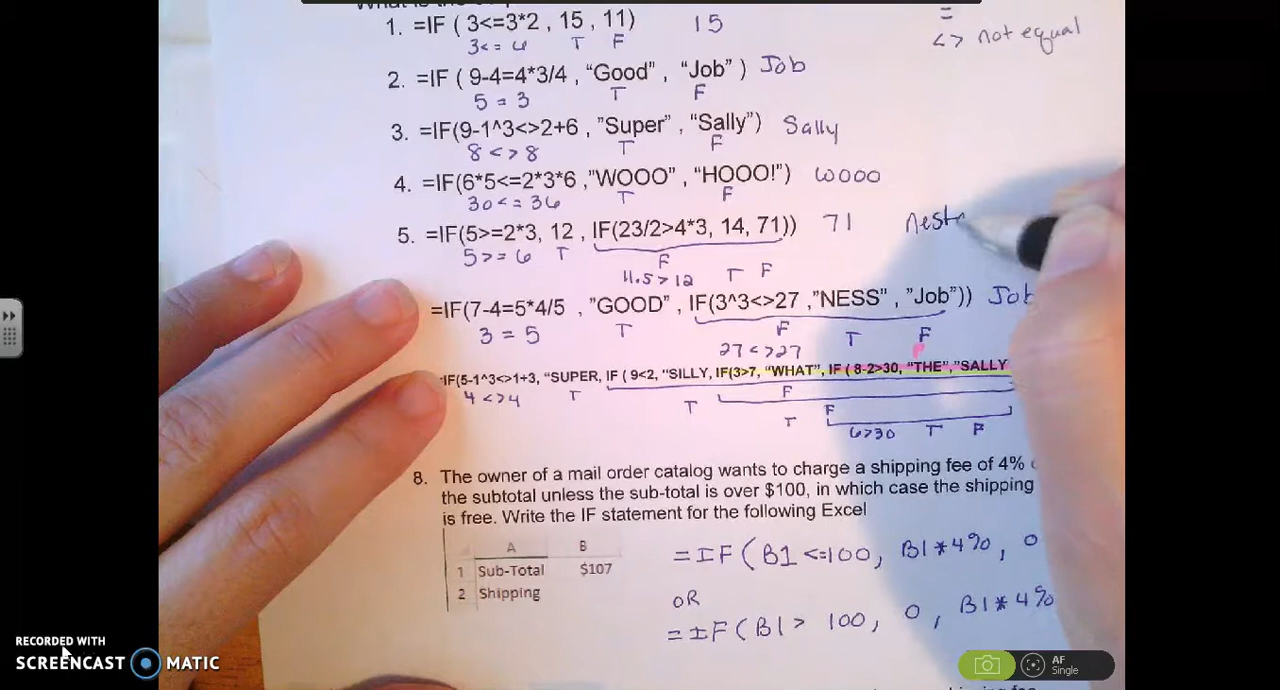 =
1. =IF ( 3<=3*2 , 15 , 11) 15
3<=6 T F
<> not equal
2. =IF ( 9-4=4*3/4 , “Good” , “Job” ) Job
5 = 3 T F
3. =IF(9-1^3<>2+6 , ”Super” , “Sally”) Sally
8 <> 8 T F
4. =IF(6*5<=2*3*6 ,”WOOO” , “HOOO!”) WOOO
30<=36 T F
5. =IF(5>=2*3, 12 , IF(23/2>4*3, 14, 71)) 71 nest
5>=6 T F
11.5>12 T F
=IF(7-4=5*4/5 , ”GOOD” , IF(3^3<>27 ,”NESS” , ”Job”)) Job
3 = 5 T F
27<>27 T F
F
IF(5-1^3<>1+3, “SUPER, IF ( 9<2, “SILLY, IF(3>7, “WHAT”, IF ( 8-2>30, “THE”,”SALLY
4<>4 T F
T
T F
6>30 T F
8. The owner of a mail order catalog wants to charge a shipping fee of 4%
the subtotal unless the sub-total is over $100, in which case the shipping
is free. Write the IF statement for the following Excel
A B
1 Sub-Total $107
2 Shipping
=IF(B1<=100, B1*4%, 0
OR
=IF(B1> 100, 0, B1*4%
RECORDED WITH
SCREENCAST MATIC
AF
Single